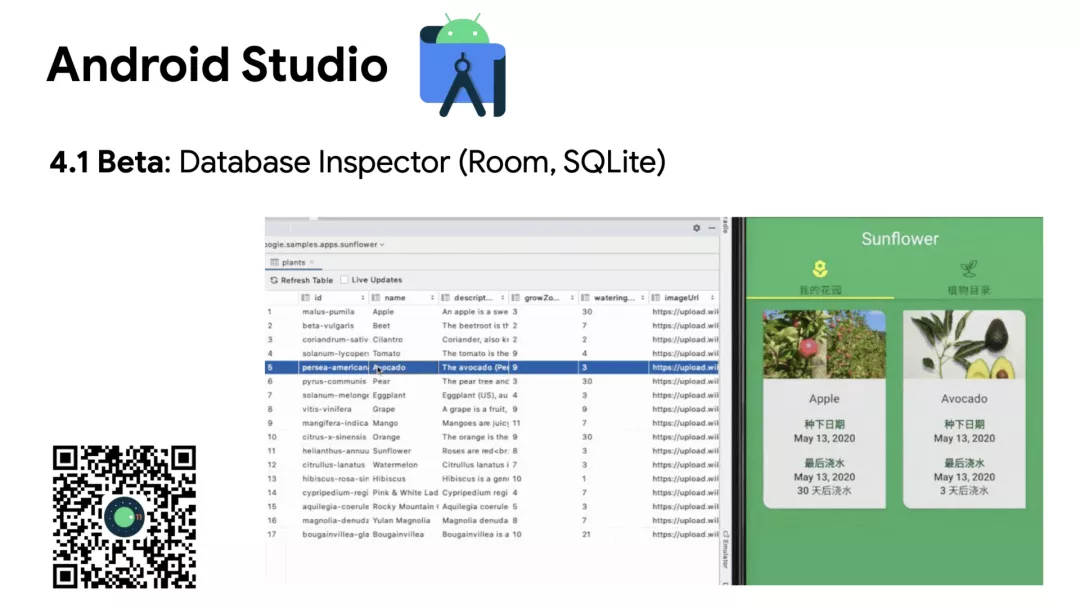 Android Studio
4.1 Beta: Database Inspector (Room, SQLite)
oogle.samples.apps.sunflower
plants
Refresh Table Live Updates
id name descript... growZo... watering... imageUrl
1 malus-pumila Apple An apple is a swe 3 30 https://upload.wil
2 beta-vulgaris Beet The beetroot is th 2 7 https://upload.wil
3 coriandrum-sativ Cilantro Coriander, also kr 2 2 https://upload.wil
4 solanum-lycoper Tomato The tomato is the 9 4 https://upload.wil
5 persea-american Avocado The avocado (Per 9 3 https://upload.wil
6 pyrus-communis Pear The pear tree and 3 30 https://upload.wil
7 solanum-melonge Eggplant Eggplant (US), au 4 3 https://upload.wil
8 vitis-vinifera Grape A grape is a fruit, 9 3 https://upload.wil
9 mangifera-indica Mango Mangoes are juicy 11 7 https://upload.wil
10 citrus-x-sinensis Orange The orange is the 9 30 https://upload.wil
11 helianthus-annuu Sunflower Roses are red<br: 8 3 https://upload.wil
12 citrullus-lanatus Watermelon Citrullus lanatus i 7 3 https://upload.wil
13 hibiscus-rosa-sin Hibiscus Hibiscus is a gen 10 1 https://upload.wil
14 cypripedium-regi Pink & White Lad Cypripedium regi 4 7 https://upload.wil
15 aquilegia-coerule Rocky Mountain Aquilegia coerule 5 3 https://upload.wil
16 magnolia-denuda Yulan Magnolia Magnolia denuda 8 7 https://upload.wil
17 bougainvillea-gla Bougainvillea Bougainvillea is a 10 21 https://upload.wil
Emulator
Sunflower
我的花园 植物目录
Apple
种下日期
May 13, 2020
最后浇水
May 13, 2020
30 天后浇水
Avocado
种下日期
May 13, 2020
最后浇水
May 13, 2020
3 天后浇水